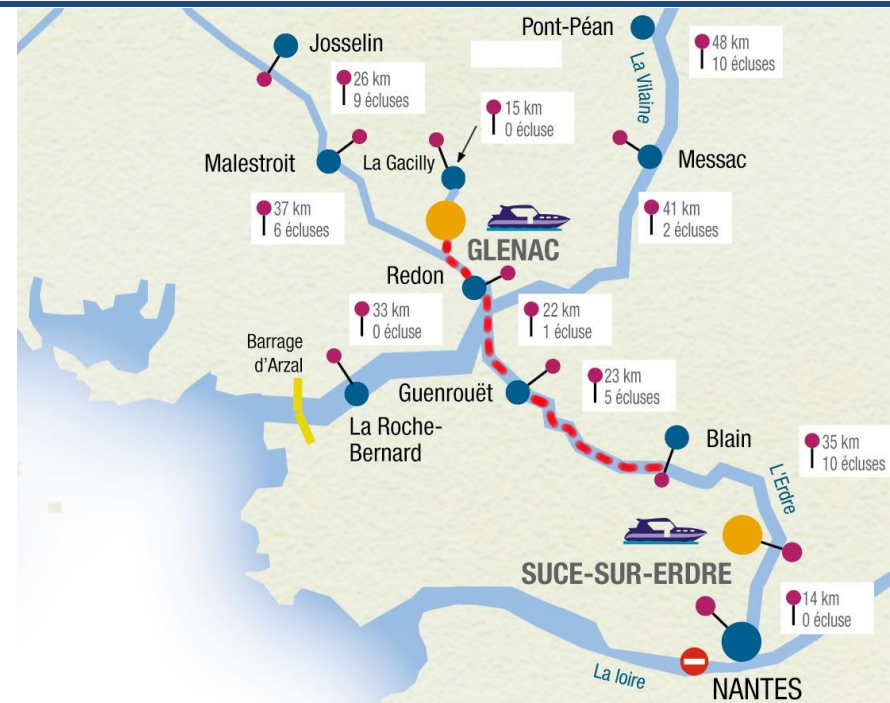 Pont-Péan
Josselin
48 km
10 écluses
La Vilaine
26 km
9 écluses
15 km
0 écluse
Malestroit
La Gacilly
Messac
37 km
6 écluses
41 km
2 écluses
GLENAC
Redon
33 km
0 écluse
22 km
1 écluse
Barrage
d'Arzal
Guenrouët
23 km
5 écluses
La Roche-
Bernard
Blain
35 km
10 écluses
L'Erdre
SUCE-SUR-ERDRE
14 km
0 écluse
La loire
NANTES